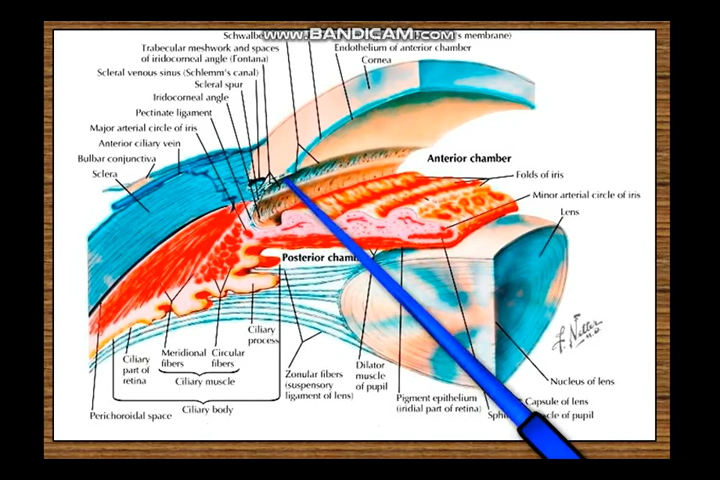 www.BANDICAM.com
Schwalbe
s membrane)
Trabecular meshwork and spaces
of iridocorneal angle (Fontana)
Endothelium of anterior chamber
Cornea
Scleral venous sinus (Schlemm's canal)
Scleral spur
Iridocorneal angle
Pectinate ligament
Major arterial circle of iris
Anterior ciliary vein
Bulbar conjunctiva
Sclera
Anterior chamber
Folds of iris
Minor arterial circle of iris
Lens
Posterior cham
Ciliary
process
Meridional
fibers
Circular
fibers
Ciliary
part of
retina
Ciliary muscle
Ciliary body
Perichoroidal space
Zonular fibers
(suspensory
ligament of lens)
Dilator
muscle
of pupil
Pigment epithelium
(iridial part of retina)
Nucleus of lens
Capsule of lens
Sph cle of pupil
F. Netter
M.D.